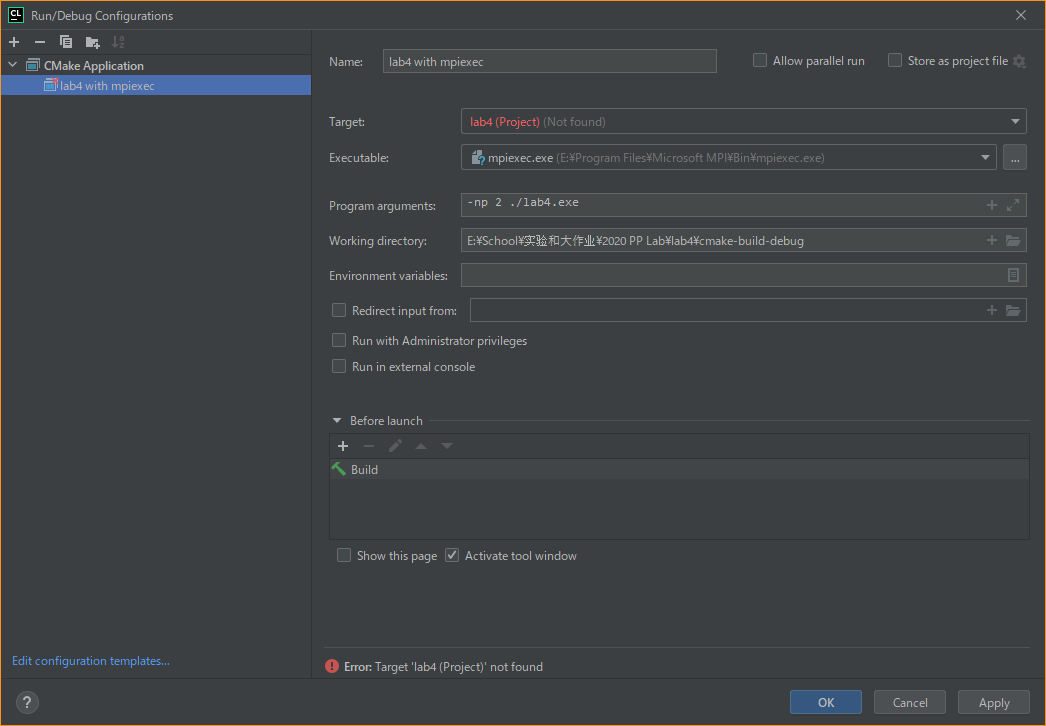 CL Run/Debug Configurations
CMake Application
lab4 with mpiexec
Name: lab4 with mpiexec Allow parallel run Store as project file
Target: lab4 (Project) (Not found)
Executable: mpiexec.exe (E:¥Program Files¥Microsoft MPI¥Bin¥mpiexec.exe) ...
Program arguments: -np 2 ./lab4.exe
Working directory: E:¥School¥实验和大作业¥2020 PP Lab¥lab4¥cmake-build-debug
Environment variables:
Redirect input from:
Run with Administrator privileges
Run in external console
Before launch
Build
Show this page Activate tool window
Edit configuration templates...
Error: Target 'lab4 (Project)' not found
? OK Cancel Apply